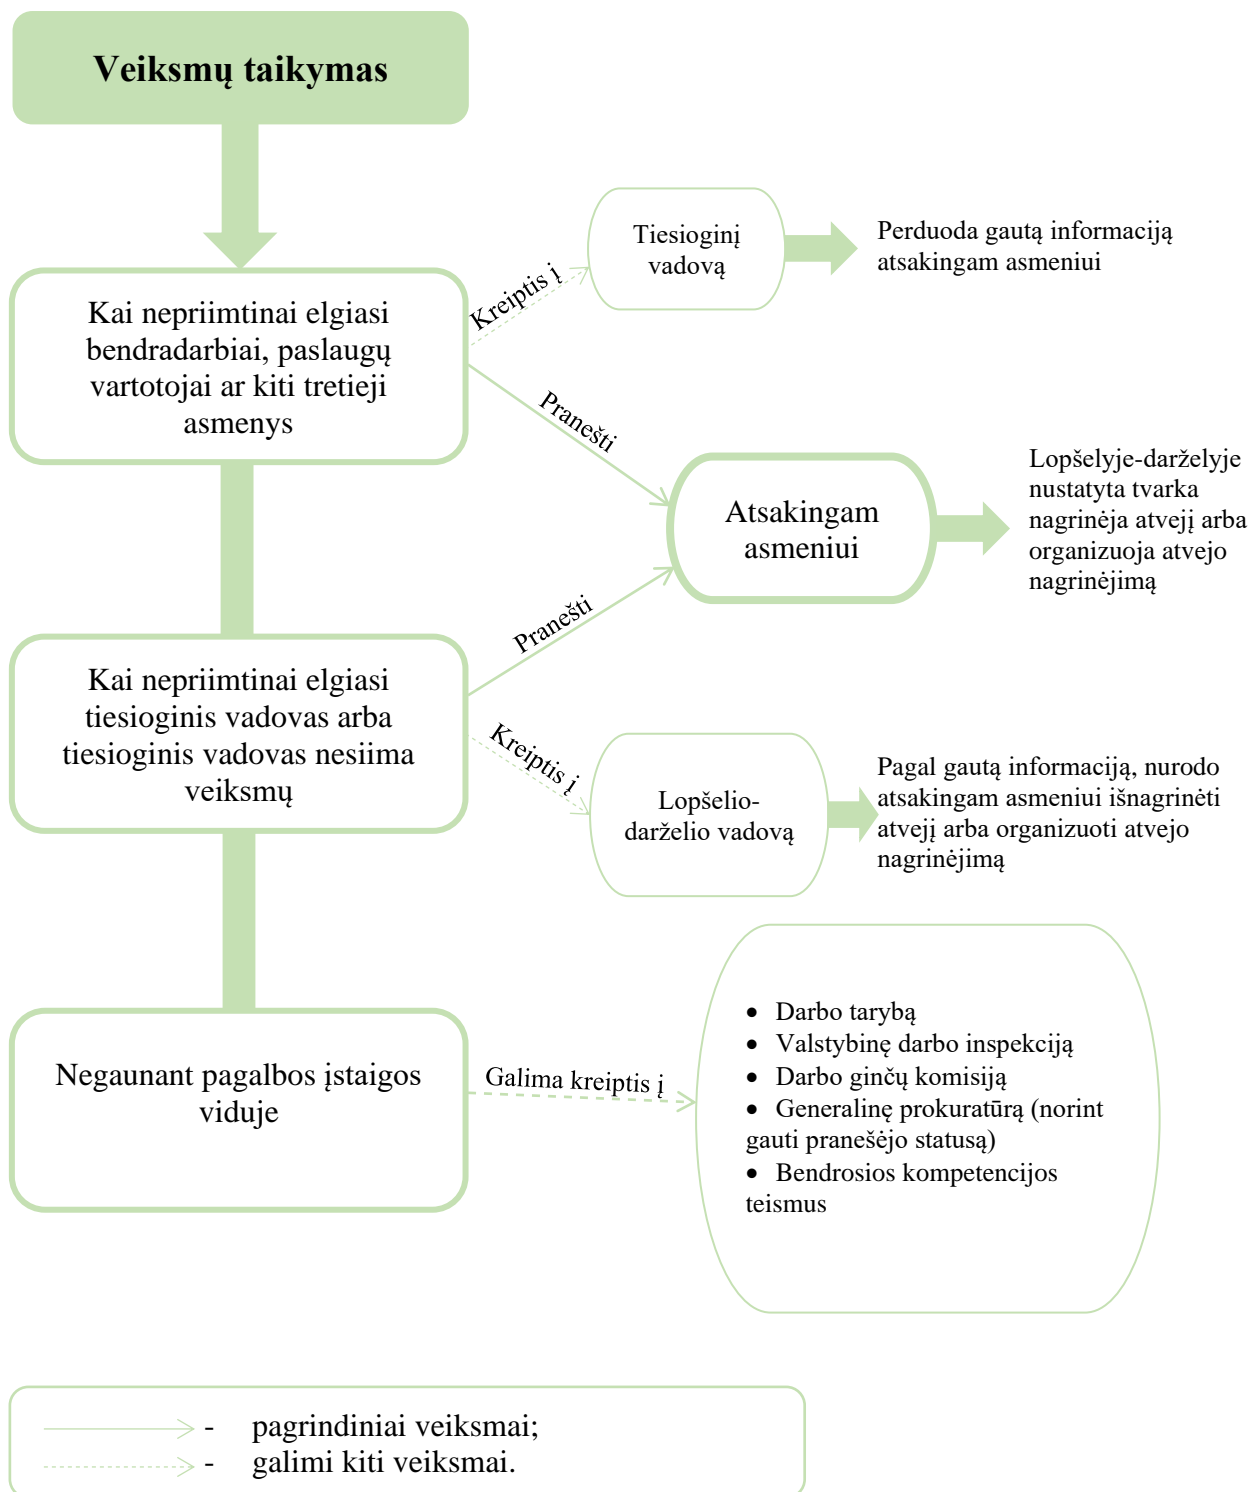 Veiksmų taikymas
Kai nepriimtinai elgiasi
bendradarbiai, paslaugų
vartotojai ar kiti tretieji
asmenys
Kreiptis į
Tiesioginį
vadovą
Perduoda gautą informaciją
atsakingam asmeniui
Pranešti
Atsakingam
asmeniui
Lopšelyje-darželyje
nustatyta tvarka
nagrinėja atvejį arba
organizuoja atvejo
nagrinėjimą
Pranešti
Kai nepriimtinai elgiasi
tiesioginis vadovas arba
tiesioginis vadovas nesiima
veiksmų
Kreiptis į
Lopšelio-
darželio vadovą
Pagal gautą informaciją, nurodo
atsakingam asmeniui išnagrinėti
atvejį arba organizuoti atvejo
nagrinėjimą
Negaunant pagalbos įstaigos
viduje
Galima kreiptis į
• Darbo tarybą
• Valstybinę darbo inspekciją
• Darbo ginčų komisiją
• Generalinę prokuratūrą (norint
gauti pranešėjo statusą)
• Bendrosios kompetencijos
teismus
- pagrindiniai veiksmai;
- galimi kiti veiksmai.